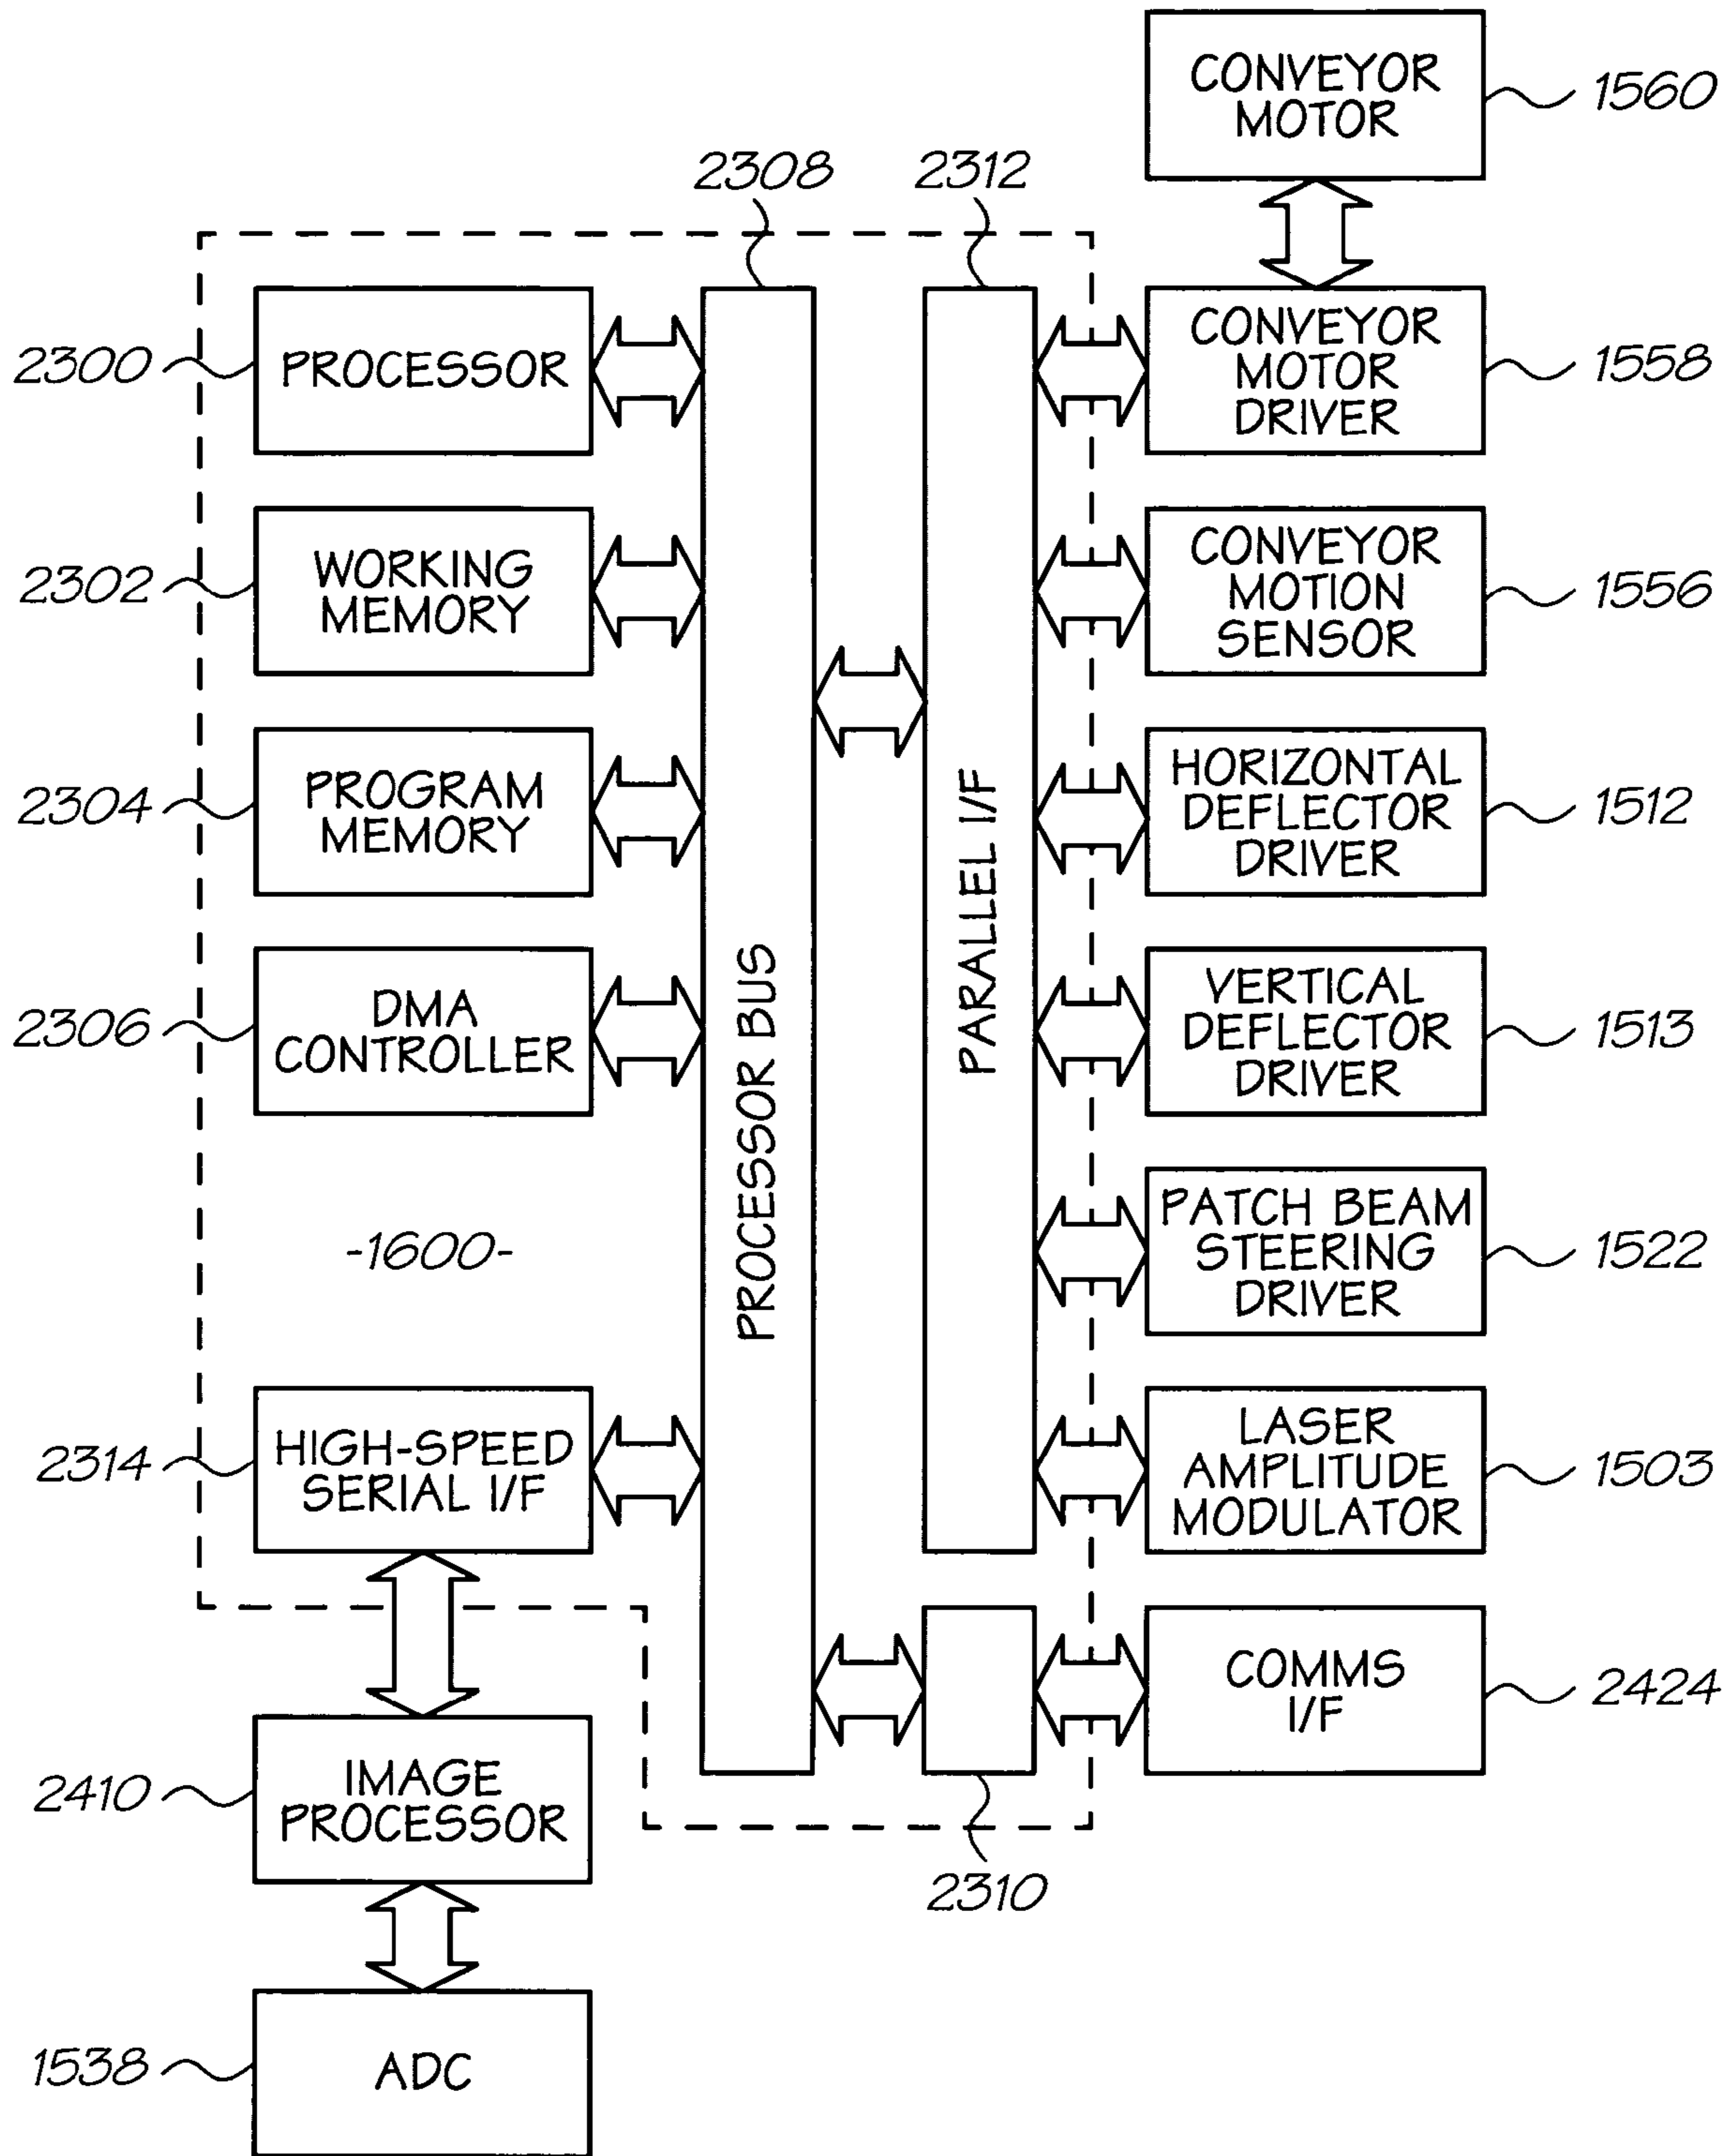 CONVEYOR
MOTOR
1560
2308
2312
2300
PROCESSOR
CONVEYOR
MOTOR
DRIVER
1558
2302
WORKING
MEMORY
CONVEYOR
MOTION
SENSOR
1556
2304
PROGRAM
MEMORY
HORIZONTAL
DEFLECTOR
DRIVER
1512
PROCESSOR BUS
PARALLEL I/F
2306
DMA
CONTROLLER
VERTICAL
DEFLECTOR
DRIVER
1513
-1600-
PATCH BEAM
STEERING
DRIVER
1522
2314
HIGH-SPEED
SERIAL I/F
LASER
AMPLITUDE
MODULATOR
1503
COMMS
I/F
2424
2410
IMAGE
PROCESSOR
2310
1538
ADC